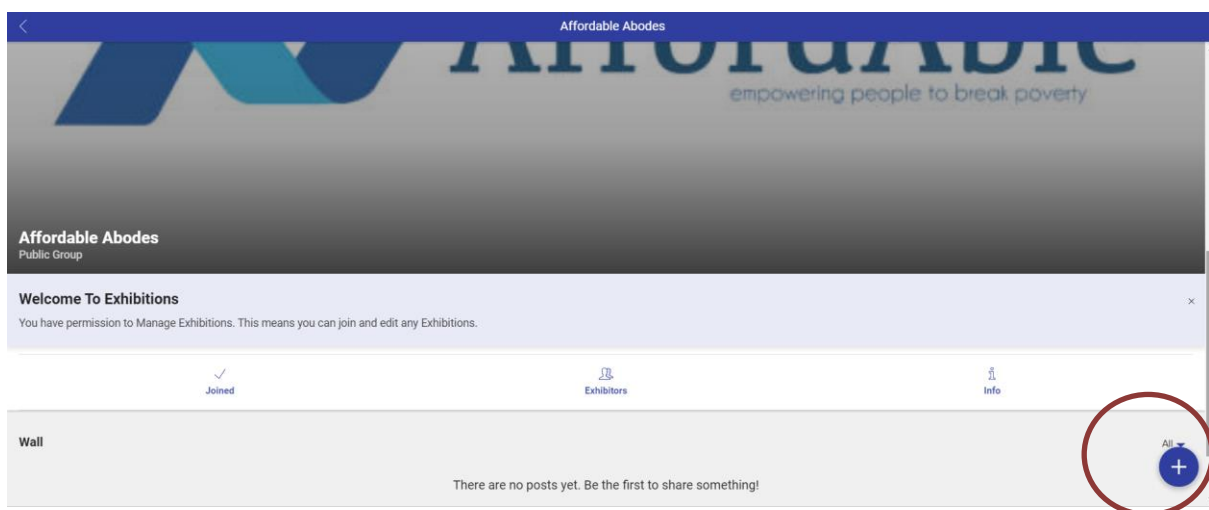 Affordable Abodes
AffordAble
empowering people to break poverty
Affordable Abodes
Public Group
Welcome To Exhibitions
×
You have permission to Manage Exhibitions. This means you can join and edit any Exhibitions.
Joined
Exhibitors
Info
Wall
All
+
There are no posts yet. Be the first to share something!